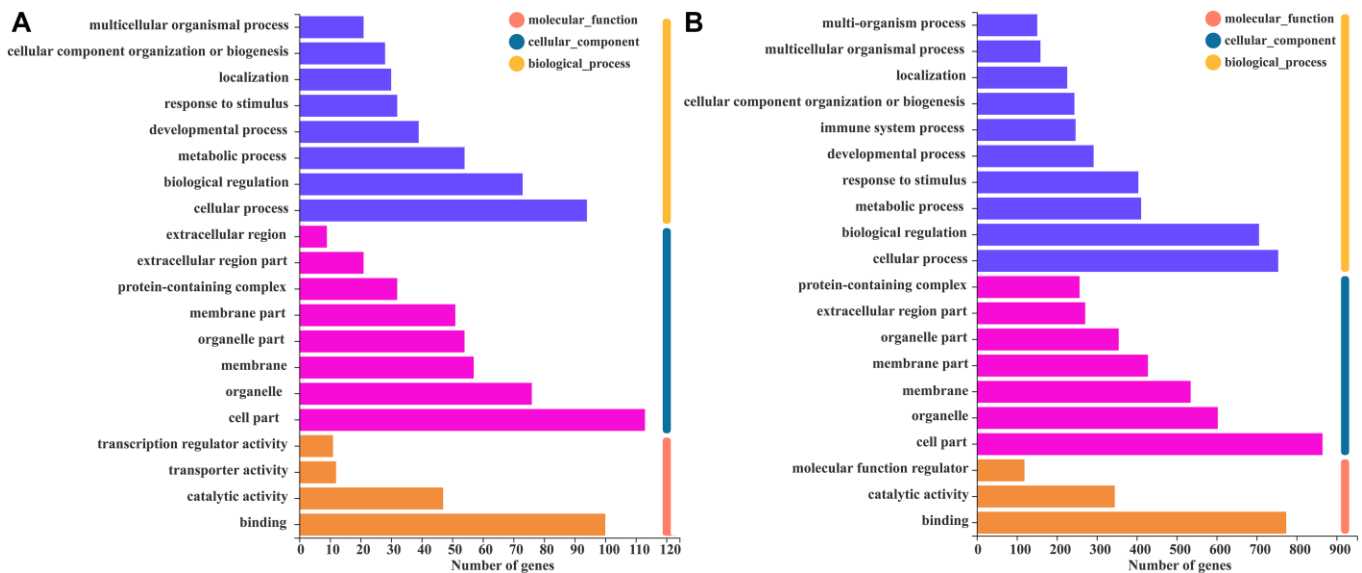 A
multicellular organismal process
cellular component organization or biogenesis
localization
response to stimulus
developmental process
metabolic process
biological regulation
cellular process
extracellular region
extracellular region part
protein-containing complex
membrane part
organelle part
membrane
organelle
cell part
transcription regulator activity
transporter activity
catalytic activity
binding
0 10 20 30 40 50 60 70 80 90 100 110 120
Number of genes
molecular_function
cellular_component
biological_process
B
multi-organism process
multicellular organismal process
localization
cellular component organization or biogenesis
immune system process
developmental process
response to stimulus
metabolic process
biological regulation
cellular process
protein-containing complex
extracellular region part
organelle part
membrane part
membrane
organelle
cell part
molecular function regulator
catalytic activity
binding
0 100 200 300 400 500 600 700 800 900
Number of genes
molecular_function
cellular_component
biological_process